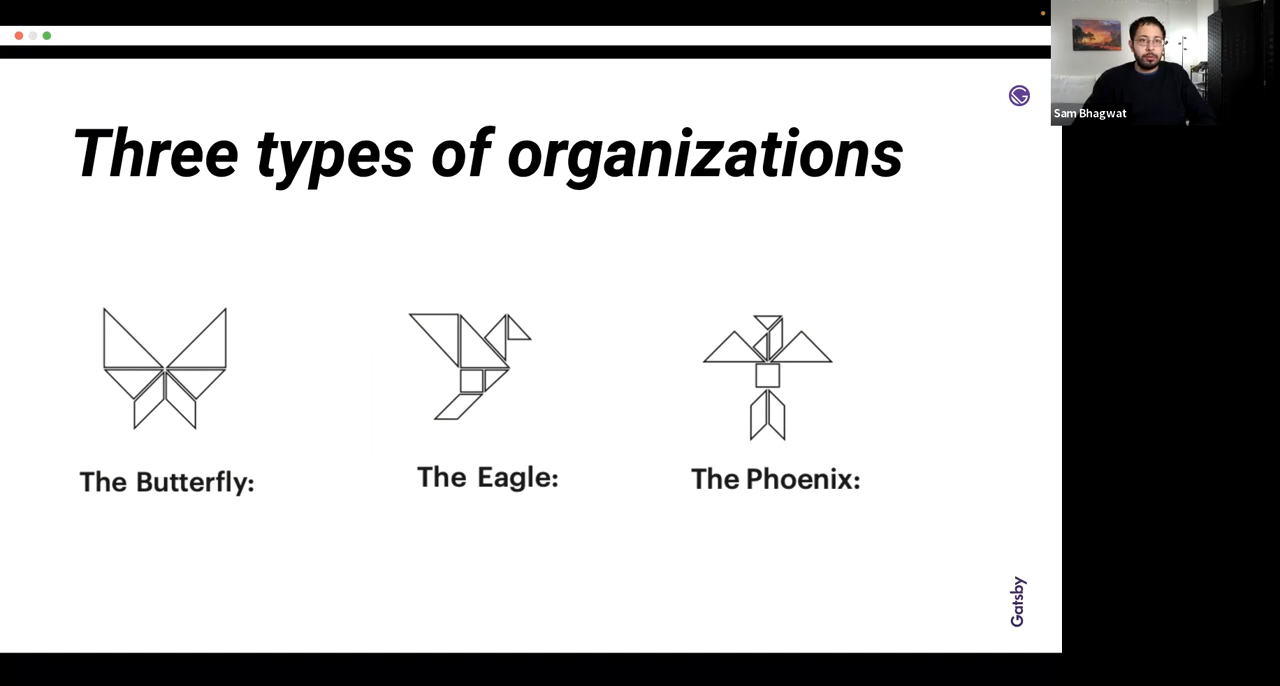 Three types of organizations
The Butterfly:
The Eagle:
The Phoenix:
Gatsby
Sam Bhagwat